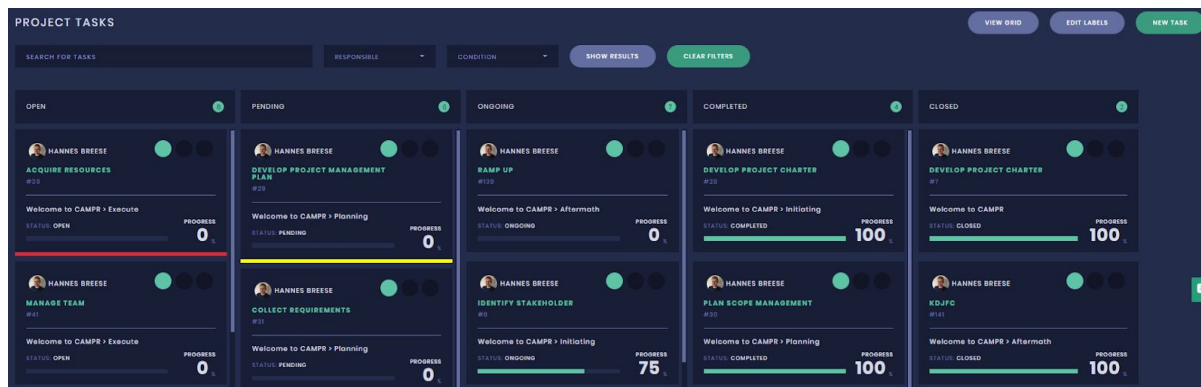 PROJECT TASKS
VIEW GRID
EDIT LABELS
NEW TASK
SEARCH FOR TASKS
RESPONSIBLE
CONDITION
SHOW RESULTS
CLEAR FILTERS
OPEN
PENDING
ONGOING
7
COMPLETED
4
CLOSED
2
HANNES BREESE
ACQUIRE RESOURCES
Welcome to CAMPR > Execute
STATUS: OPEN
PROGRESS
0 %
HANNES BREESE
MANAGE TEAM
#41
Welcome to CAMPR > Execute
STATUS: OPEN
PROGRESS
0 %
HANNES BREESE
DEVELOP PROJECT MANAGEMENT
PLAN
#29
Welcome to CAMPR > Planning
STATUS: PENDING
PROGRESS
0 %
HANNES BREESE
COLLECT REQUIREMENTS
#31
Welcome to CAMPR > Planning
STATUS: PENDING
PROGRESS
0 %
HANNES BREESE
RAMP UP
#139
Welcome to CAMPR > Aftermath
STATUS: ONGOING
PROGRESS
0 %
HANNES BREESE
IDENTIFY STAKEHOLDER
Welcome to CAMPR > Initiating
STATUS: ONGOING
PROGRESS
75 %
HANNES BREESE
DEVELOP PROJECT CHARTER
Welcome to CAMPR > Initiating
STATUS: COMPLETED
PROGRESS
100 %
HANNES BREESE
PLAN SCOPE MANAGEMENT
#30
Welcome to CAMPR > Planning
STATUS: COMPLETED
PROGRESS
100 %
HANNES BREESE
DEVELOP PROJECT CHARTER
#7
Welcome to CAMPR
STATUS: CLOSED
PROGRESS
100 %
HANNES BREESE
KDJFC
#141
Welcome to CAMPR > Aftermath
STATUS: CLOSED
PROGRESS
100 %